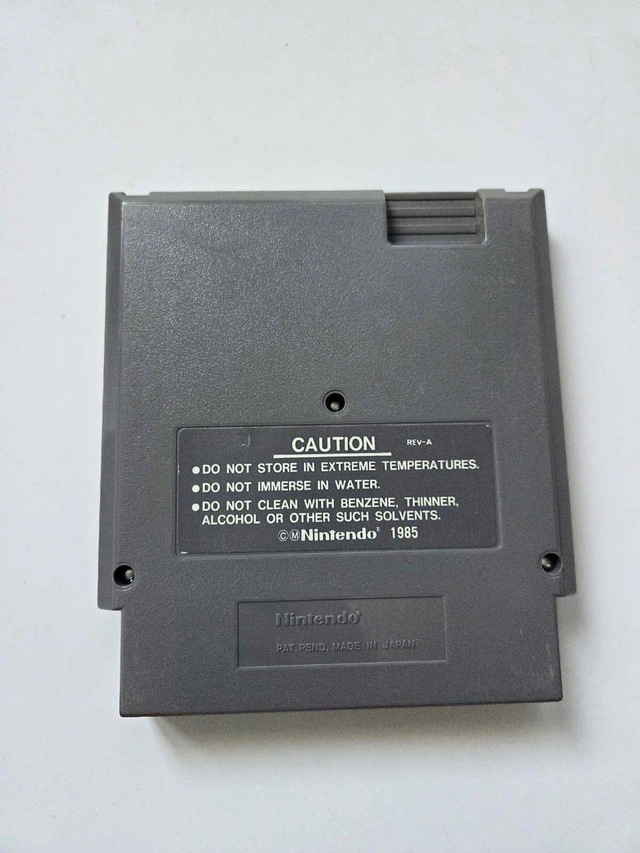 CAUTION REV-A
●DO NOT STORE IN EXTREME TEMPERATURES.
●DO NOT IMMERSE IN WATER.
●DO NOT CLEAN WITH BENZENE, THINNER,
ALCOHOL OR OTHER SUCH SOLVENTS.
©ⓂNintendo® 1985
Nintendo®
PAT. PEND. MADE IN JAPAN